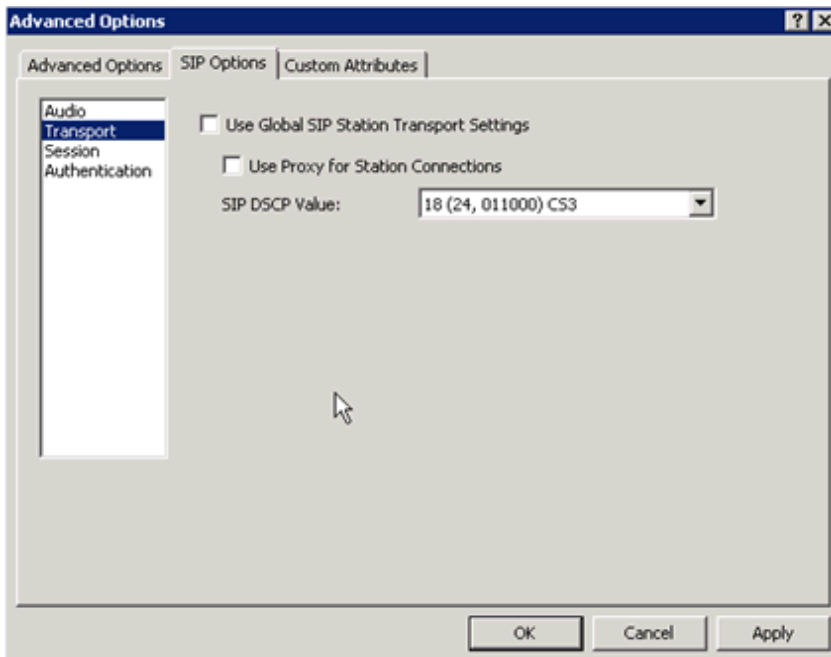 Advanced Options
Advanced Options SIP Options Custom Attributes
Audio
Transport
Session
Authentication
Use Global SIP Station Transport Settings
Use Proxy for Station Connections
SIP DSCP Value: 18 (24, 011000) CS3
OK Cancel Apply